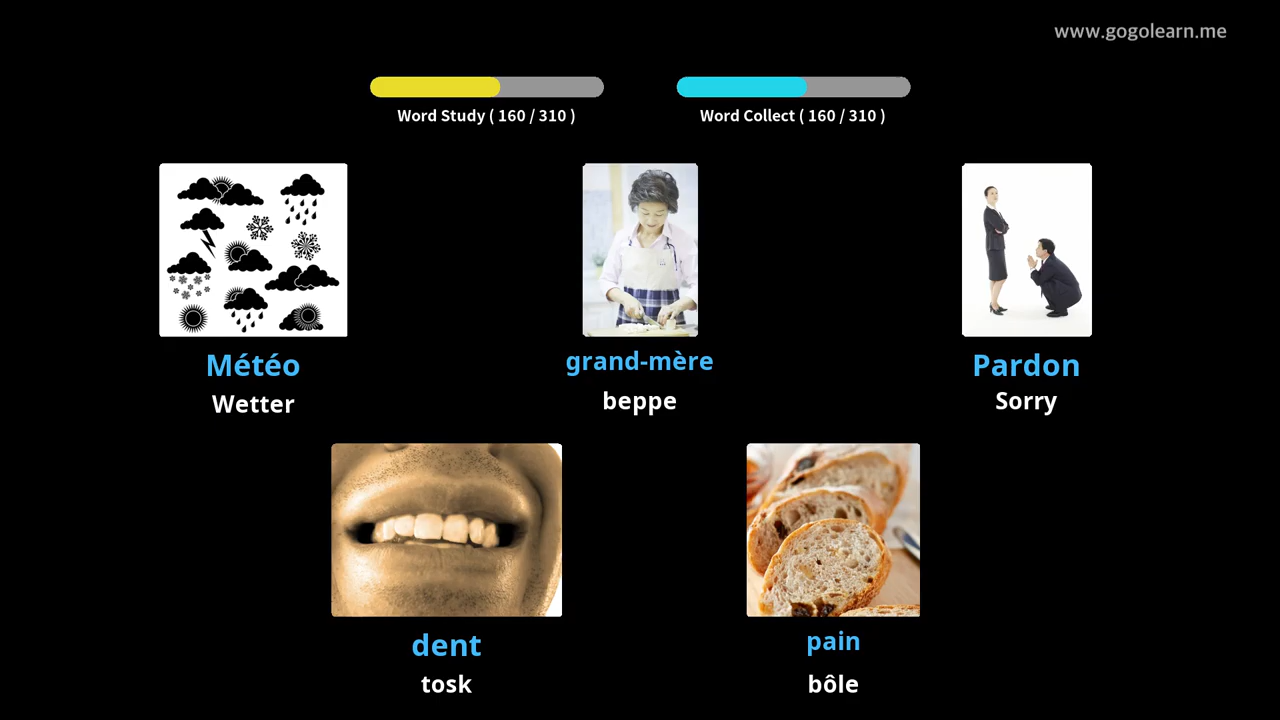 www.gogolearn.me
Word Study ( 160 / 310 )
Word Collect ( 160 / 310 )
Météo
Wetter
grand-mère
beppe
Pardon
Sorry
dent
tosk
pain
bôle